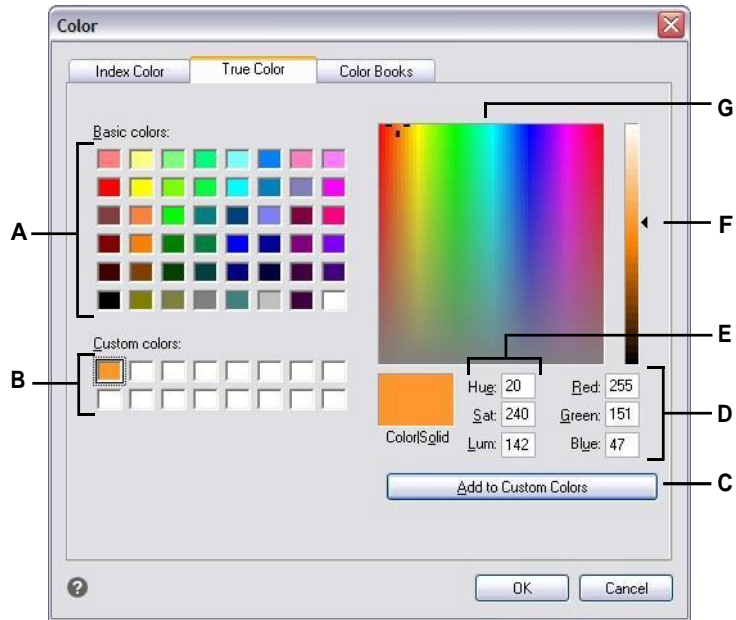 Color
Index Color True Color Color Books
G
Basic colors:
A
F
E
Custom colors:
B
Hue: 20 Red: 255
D
Sat: 240 Green: 151
Color|Solid
Lum: 142 Blue: 47
Add to Custom Colors
C
?
OK Cancel